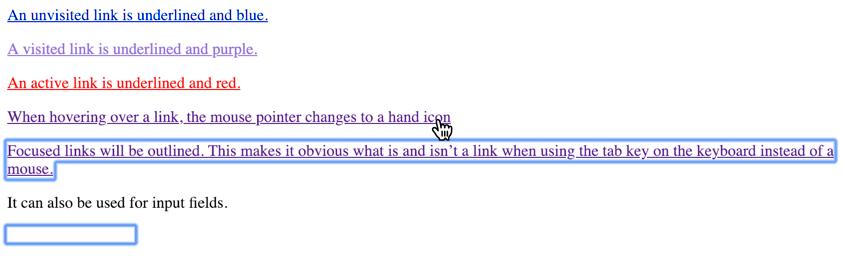 An unvisited link is underlined and blue.
A visited link is underlined and purple.
An active link is underlined and red.
When hovering over a link, the mouse pointer changes to a hand icon
Focused links will be outlined. This makes it obvious what is and isn’t a link when using the tab key on the keyboard instead of a
mouse.
It can also be used for input fields.